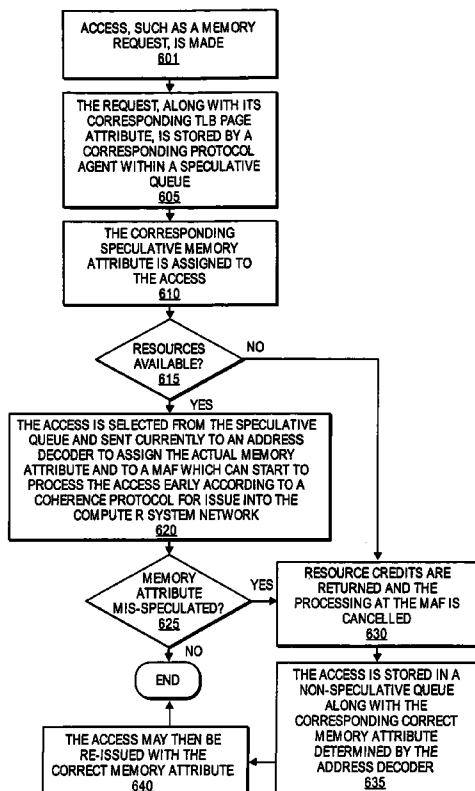 ACCESS, SUCH AS A MEMORY
REQUEST, IS MADE
601
THE REQUEST, ALONG WITH ITS
CORRESPONDING TLB PAGE
ATTRIBUTE, IS STORED BY A
CORRESPONDING PROTOCOL
AGENT WITHIN A SPECULATIVE
QUEUE
605
THE CORRESPONDING
SPECULATIVE MEMORY
ATTRIBUTE IS ASSIGNED TO
THE ACCESS
610
RESOURCES
AVAILABLE?
615
NO
YES
THE ACCESS IS SELECTED FROM THE SPECULATIVE
QUEUE AND SENT CURRENTLY TO AN ADDRESS
DECODER TO ASSIGN THE ACTUAL MEMORY
ATTRIBUTE AND TO A MAF WHICH CAN START TO
PROCESS THE ACCESS EARLY ACCORDING TO A
COHERENCE PROTOCOL FOR ISSUE INTO THE
COMPUTE R SYSTEM NETWORK
620
MEMORY
ATTRIBUTE
MIS-SPECULATED?
625
YES
NO
RESOURCE CREDITS ARE
RETURNED AND THE
PROCESSING AT THE MAF IS
CANCELLED
630
END
THE ACCESS IS STORED IN A
NON-SPECULATIVE QUEUE
ALONG WITH THE
CORRESPONDING CORRECT
MEMORY ATTRIBUTE
DETERMINED BY THE
ADDRESS DECODER
635
THE ACCESS MAY THEN BE
RE-ISSUED WITH THE
CORRECT MEMORY ATTRIBUTE
640